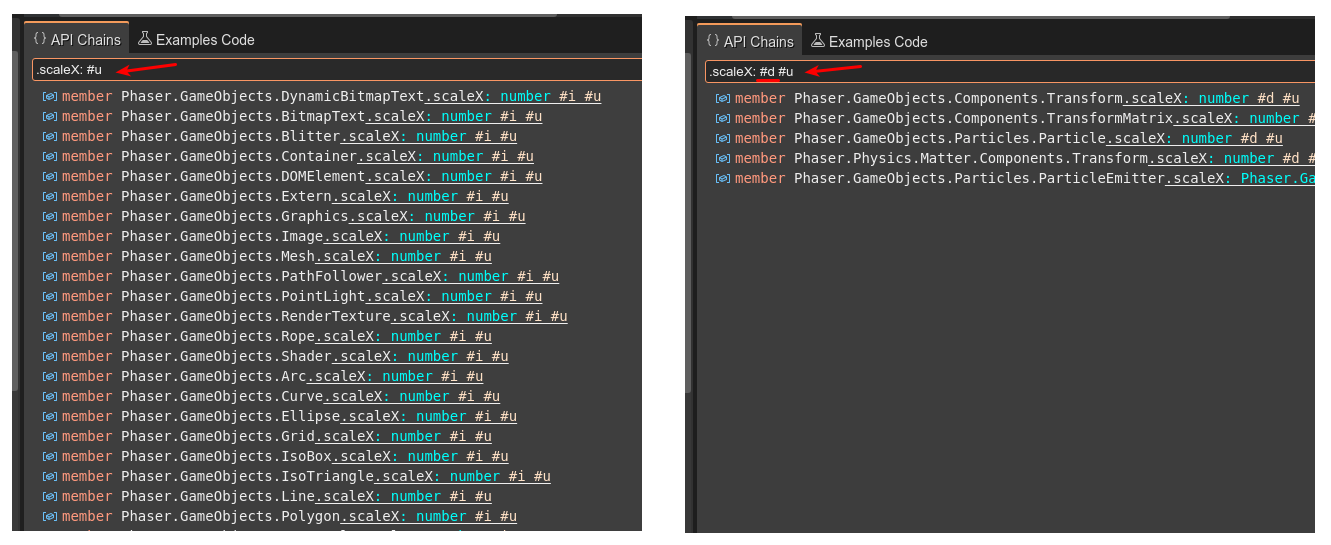 {} API Chains Examples Code
.scaleX: #u
member Phaser.GameObjects.DynamicBitmapText.scaleX: number #i #u
member Phaser.GameObjects.BitmapText.scaleX: number #i #u
member Phaser.GameObjects.Blitter.scaleX: number #i #u
member Phaser.GameObjects.Container.scaleX: number #i #u
member Phaser.GameObjects.DOMElement.scaleX: number #i #u
member Phaser.GameObjects.Extern.scaleX: number #i #u
member Phaser.GameObjects.Graphics.scaleX: number #i #u
member Phaser.GameObjects.Image.scaleX: number #i #u
member Phaser.GameObjects.Mesh.scaleX: number #i #u
member Phaser.GameObjects.PathFollower.scaleX: number #i #u
member Phaser.GameObjects.PointLight.scaleX: number #i #u
member Phaser.GameObjects.RenderTexture.scaleX: number #i #u
member Phaser.GameObjects.Rope.scaleX: number #i #u
member Phaser.GameObjects.Shader.scaleX: number #i #u
member Phaser.GameObjects.Arc.scaleX: number #i #u
member Phaser.GameObjects.Curve.scaleX: number #i #u
member Phaser.GameObjects.Ellipse.scaleX: number #i #u
member Phaser.GameObjects.Grid.scaleX: number #i #u
member Phaser.GameObjects.IsoBox.scaleX: number #i #u
member Phaser.GameObjects.IsoTriangle.scaleX: number #i #u
member Phaser.GameObjects.Line.scaleX: number #i #u
member Phaser.GameObjects.Polygon.scaleX: number #i #u
{} API Chains Examples Code
.scaleX: #d #u
member Phaser.GameObjects.Components.Transform.scaleX: number #d #u
member Phaser.GameObjects.Components.TransformMatrix.scaleX: number #
member Phaser.GameObjects.Particles.Particle.scaleX: number #d #u
member Phaser.Physics.Matter.Components.Transform.scaleX: number #d #
member Phaser.GameObjects.Particles.ParticleEmitter.scaleX: Phaser.Ga